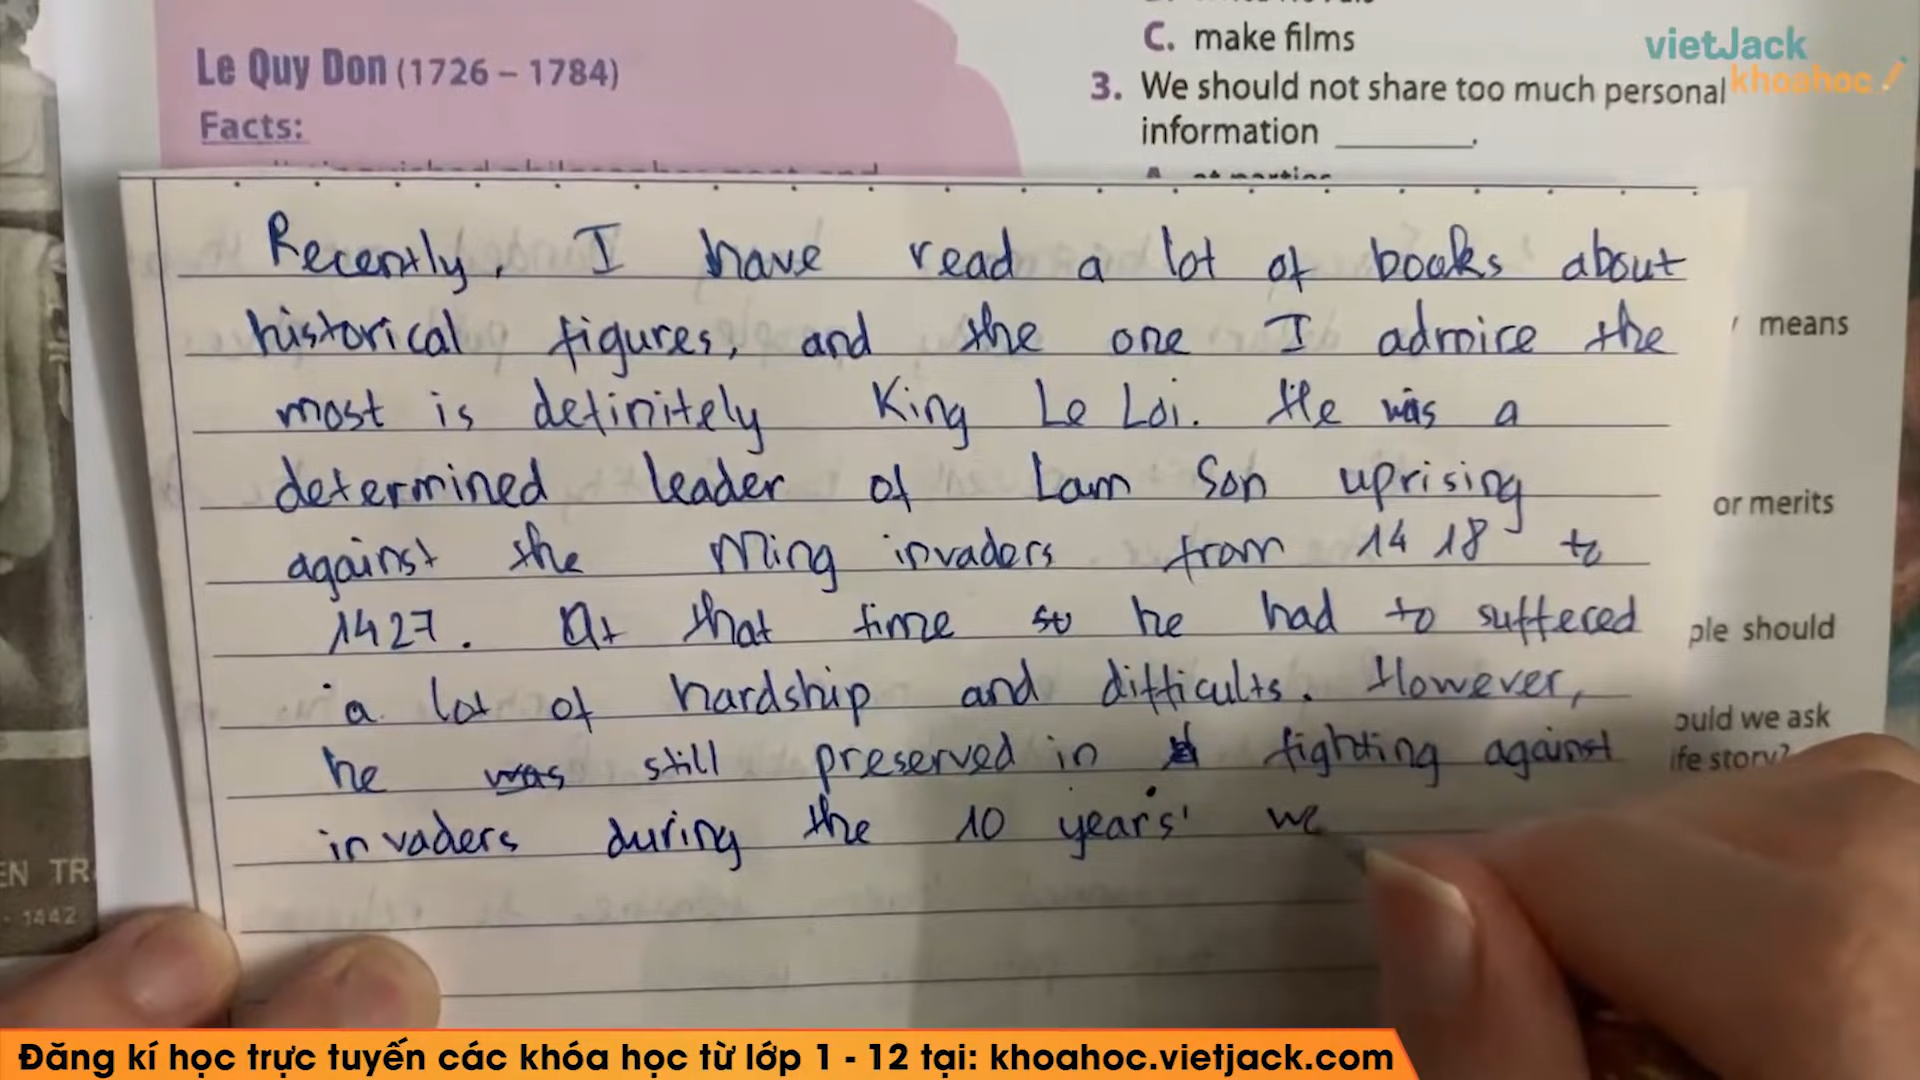 C. make films
Le Quy Don (1726 – 1784)
Facts:
3. We should not share too much personal
information ________.
vietJack
khoahoc
Recently, I have read a lot of books about
historical figures, and the one I admire the
most is definitely King Le Loi. He was a
determined leader of Lam Son uprising
against the Ming invaders from 1418 to
1427. At that time he had to suffered
a lot of hardship and difficults. However,
he was still preserved in fighting against
invaders during the 10 years' we
means
or merits
ple should
ould we ask
ife story?
EN TR
- 1442
Đăng kí học trực tuyến các khóa học từ lớp 1 - 12 tại: khoahoc.vietjack.com